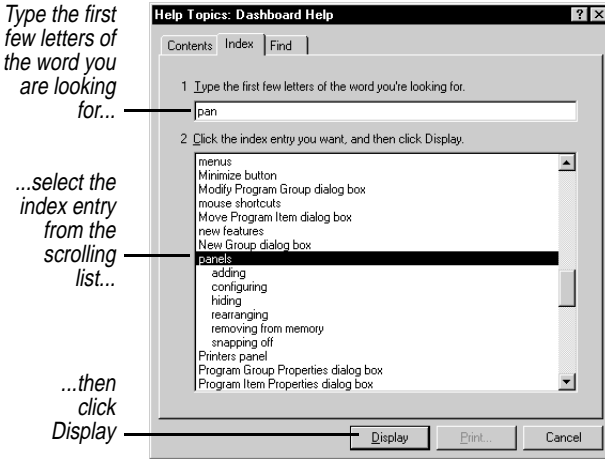 Type the first
few letters of
the word you
are looking
for...
...select the
index entry
from the
scrolling
list...
...then
click
Display
Help Topics: Dashboard Help
Contents
Index
Find
1 Type the first few letters of the word you're looking for.
pan
2 Click the index entry you want, and then click Display.
menus
Minimize button
Modify Program Group dialog box
mouse shortcuts
Move Program Item dialog box
new features
New Group dialog box
panels
adding
configuring
hiding
rearranging
removing from memory
snapping off
Printers panel
Program Group Properties dialog box
Program Item Properties dialog box
Display
Print...
Cancel